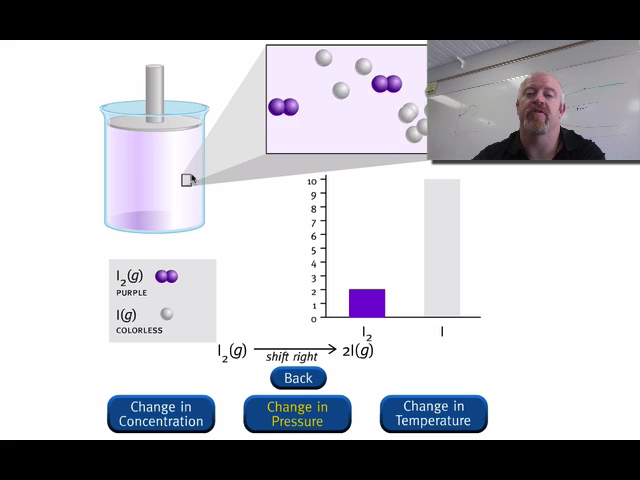 10
9
8
7
6
5
4
3
2
1
0
I₂ I
I₂(g)
PURPLE
I(g)
COLORLESS
I₂(g) shift right 2I(g)
Back
Change in Concentration
Change in Pressure
Change in Temperature